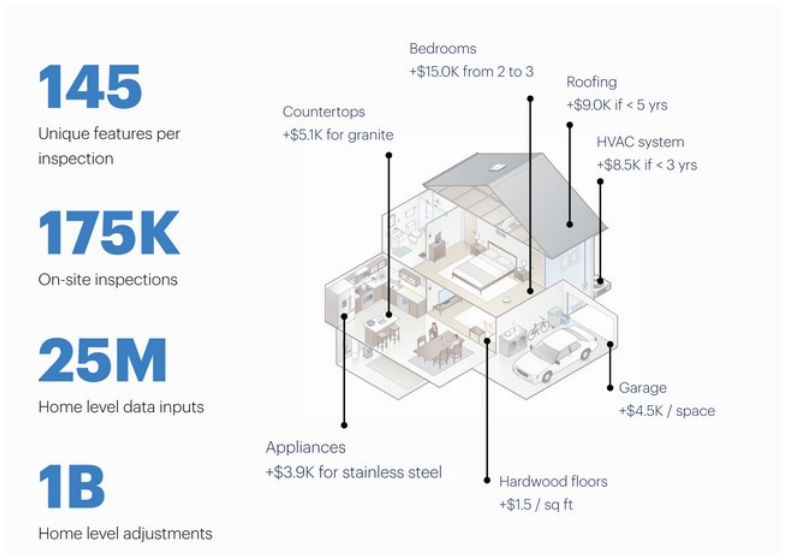 145
Unique features per
inspection
175K
On-site inspections
25M
Home level data inputs
1B
Home level adjustments
Bedrooms
+$15.0K from 2 to 3
Roofing
+$9.0K if < 5 yrs
Countertops
+$5.1K for granite
HVAC system
+$8.5K if < 3 yrs
Garage
+$4.5K / space
Appliances
+$3.9K for stainless steel
Hardwood floors
+$1.5 / sq ft